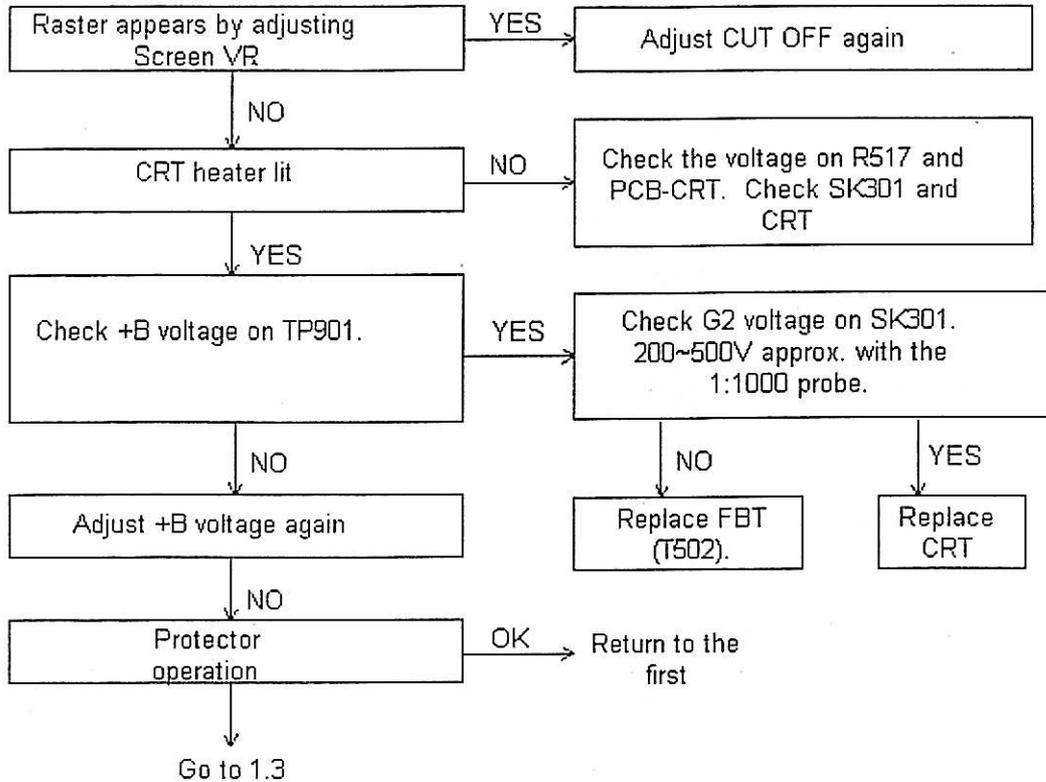 Raster appears by adjusting
Screen VR
YES
Adjust CUT OFF again
NO
CRT heater lit
NO
Check the voltage on R517 and
PCB-CRT. Check SK301 and
CRT
YES
Check +B voltage on TP901.
YES
Check G2 voltage on SK301.
200~500V approx. with the
1:1000 probe.
NO
Adjust +B voltage again
NO
Replace FBT
(T502).
YES
Replace
CRT
NO
Protector
operation
OK
Return to the
first
Go to 1.3